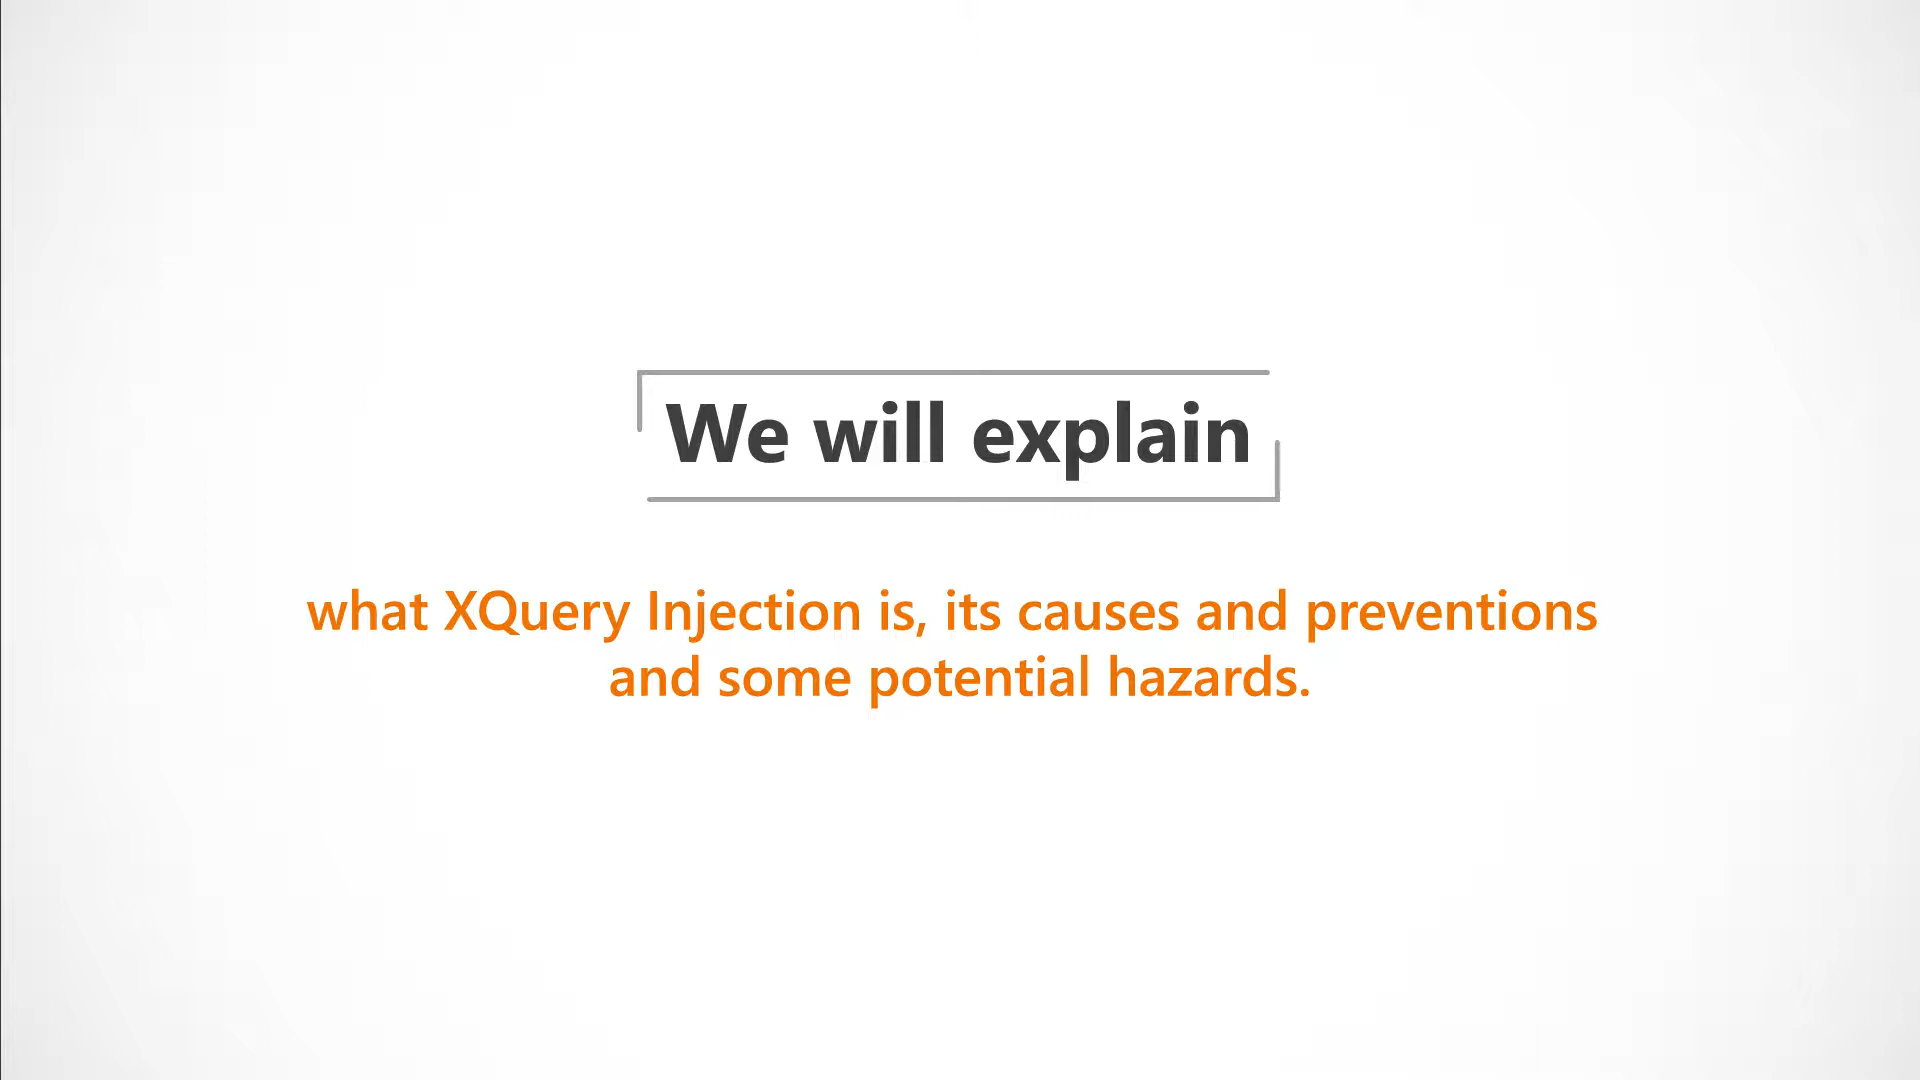 We will explain
what XQuery Injection is, its causes and preventions
and some potential hazards.